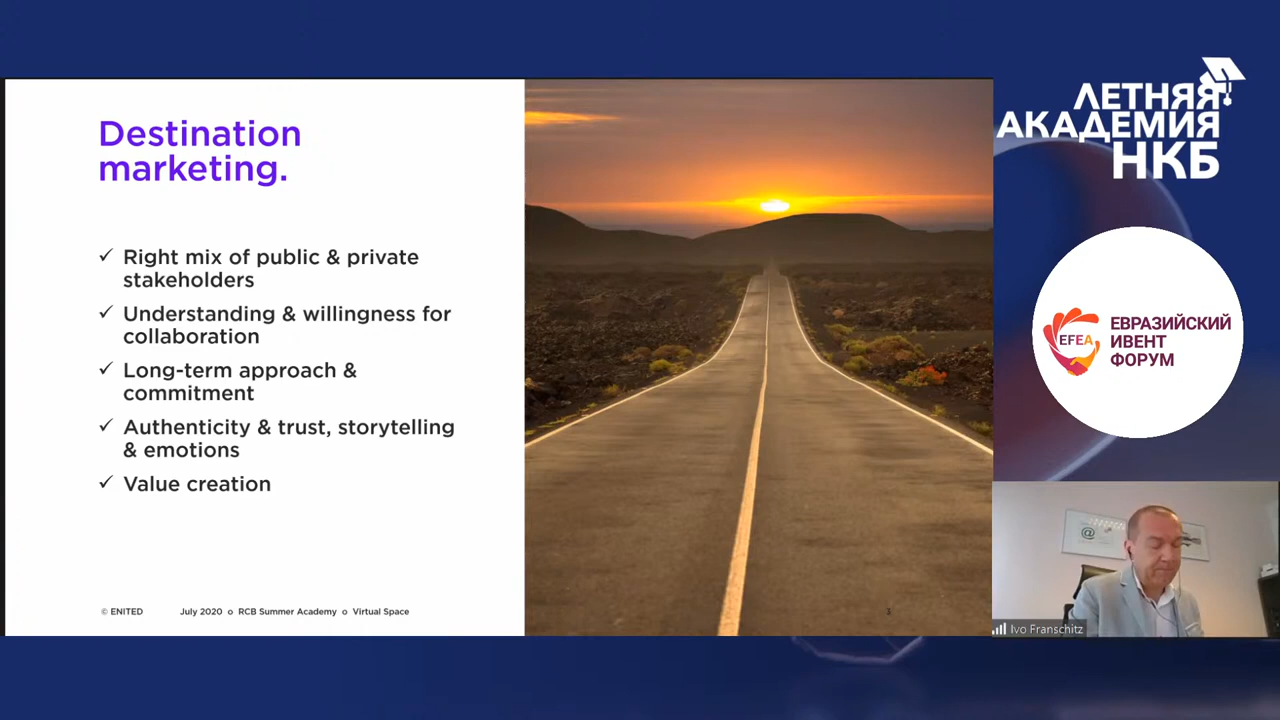 Destination
marketing.
✓ Right mix of public & private
stakeholders
✓ Understanding & willingness for
collaboration
✓ Long-term approach &
commitment
✓ Authenticity & trust, storytelling
& emotions
✓ Value creation
© ENITED July 2020 o RCB Summer Academy o Virtual Space
3
ЛЕТНЯЯ
АКАДЕМИЯ
НКБ
EFEA
ЕВРАЗИЙСКИЙ
ИВЕНТ
ФОРУМ
@
Ivo Franschitz